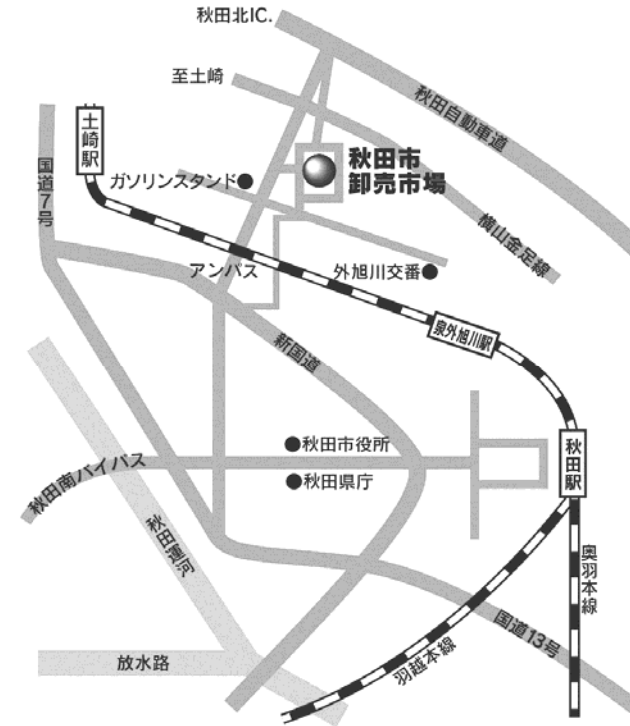 秋田北IC.
至土崎
秋田自動車道
土崎駅
国道7号
ガソリンスタンド
秋田市
卸売市場
横山金足線
アンパス
外旭川交番
泉外旭川駅
新国道
秋田市役所
秋田県庁
秋田駅
秋田南バイパス
秋田運河
奥羽本線
羽越本線
国道13号
放水路